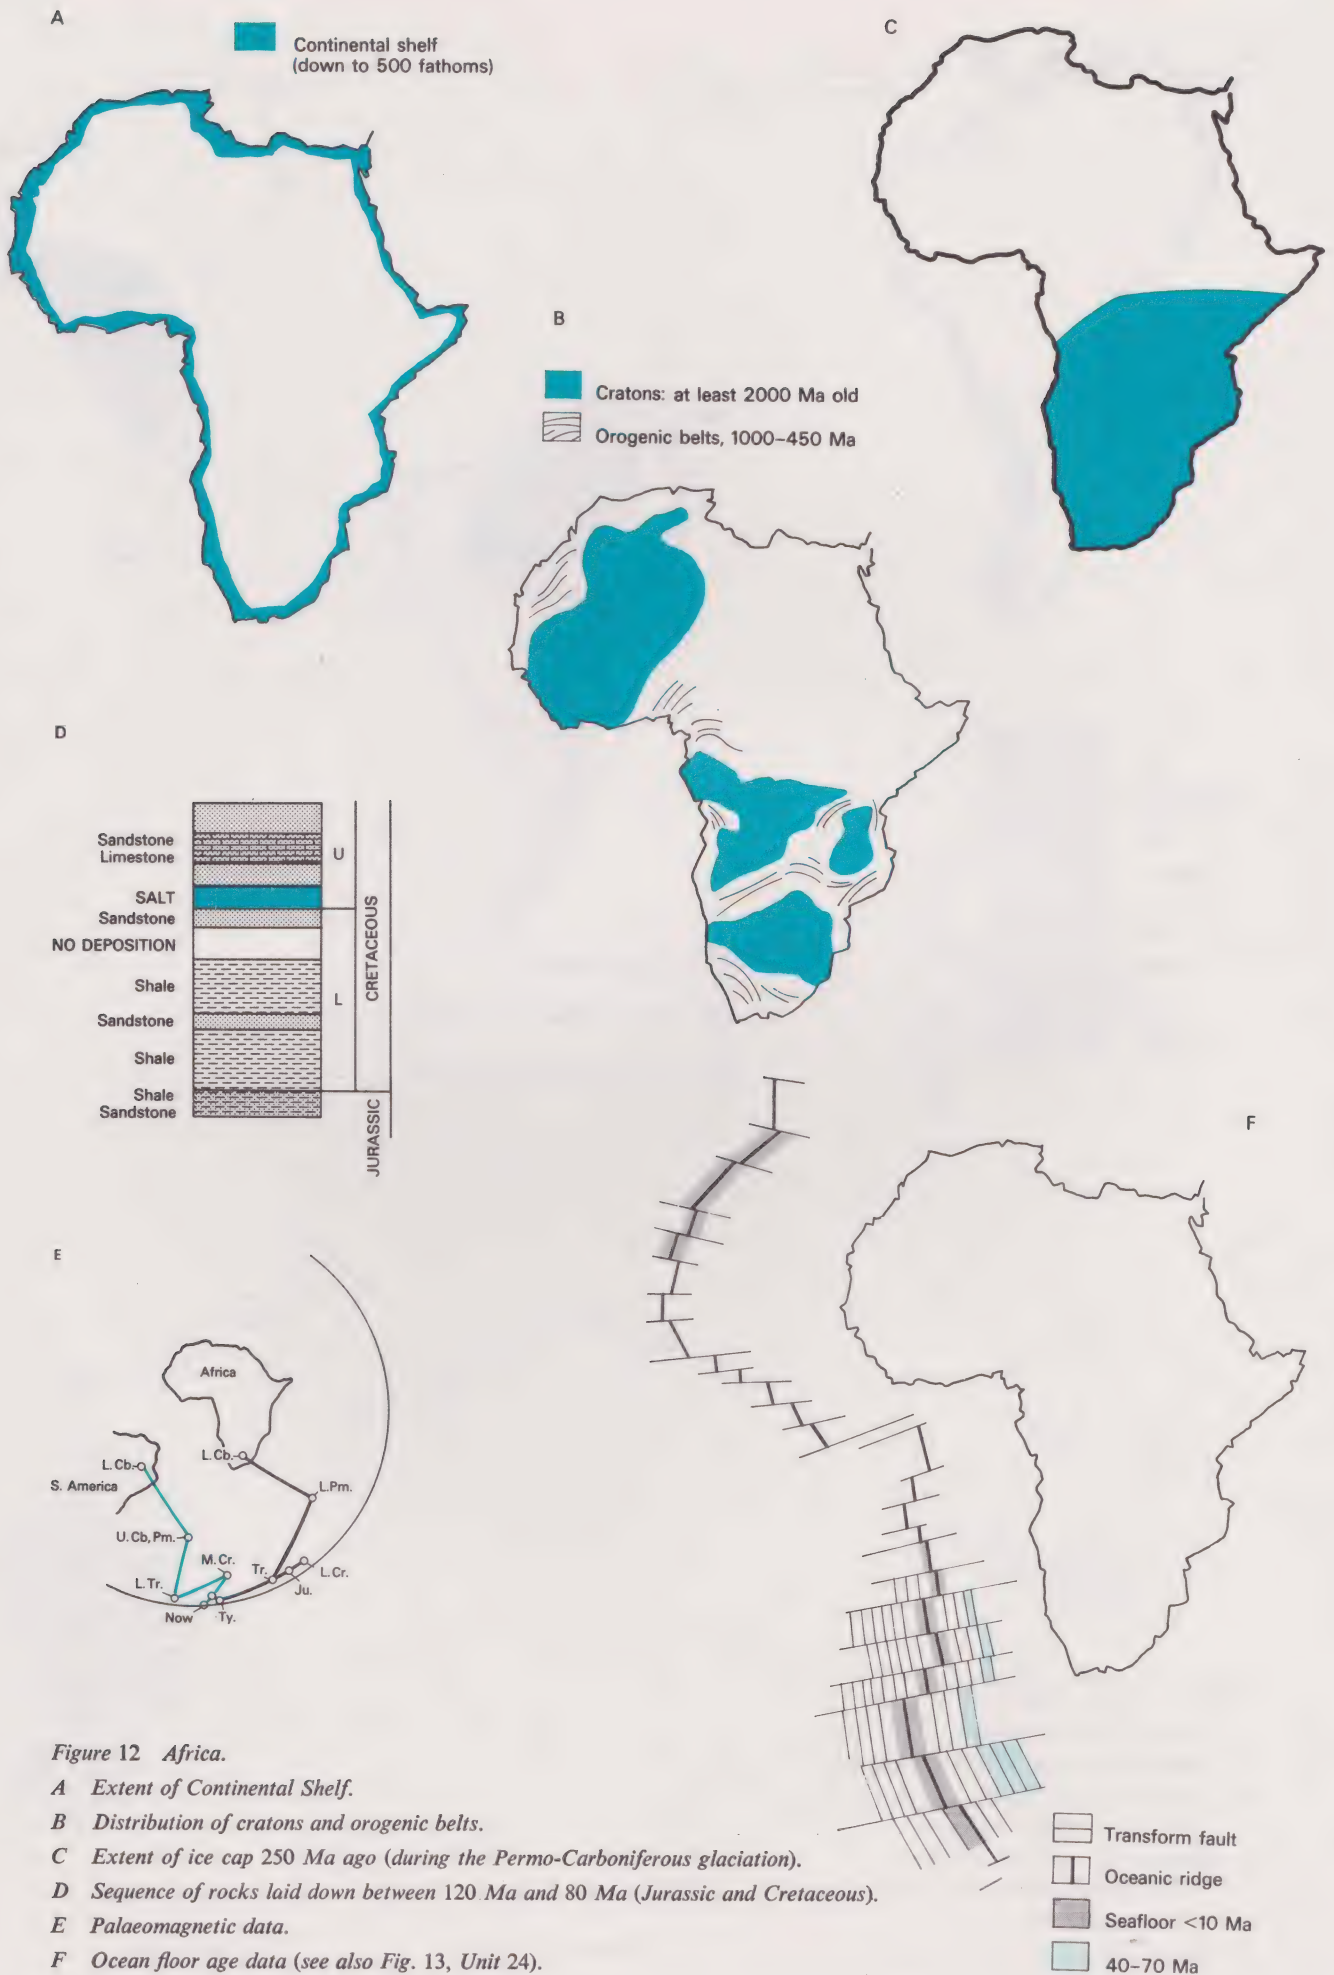 A
Continental shelf
(down to 500 fathoms)
C
B
Cratons: at least 2000 Ma old
Orogenic belts, 1000–450 Ma
D
Sandstone
Limestone
SALT
Sandstone
NO DEPOSITION
Shale
Sandstone
Shale
Shale
Sandstone
U
L
CRETACEOUS
JURASSIC
E
Africa
L. Cb.
L. Cb.
S. America
L.Pm.
U. Cb, Pm.
M. Cr.
Tr.
L. Cr.
Ju.
L. Tr.
Now
Ty.
F
Transform fault
Oceanic ridge
Seafloor <10 Ma
40–70 Ma
Figure 12 Africa.
A Extent of Continental Shelf.
B Distribution of cratons and orogenic belts.
C Extent of ice cap 250 Ma ago (during the Permo-Carboniferous glaciation).
D Sequence of rocks laid down between 120 Ma and 80 Ma (Jurassic and Cretaceous).
E Palaeomagnetic data.
F Ocean floor age data (see also Fig. 13, Unit 24).